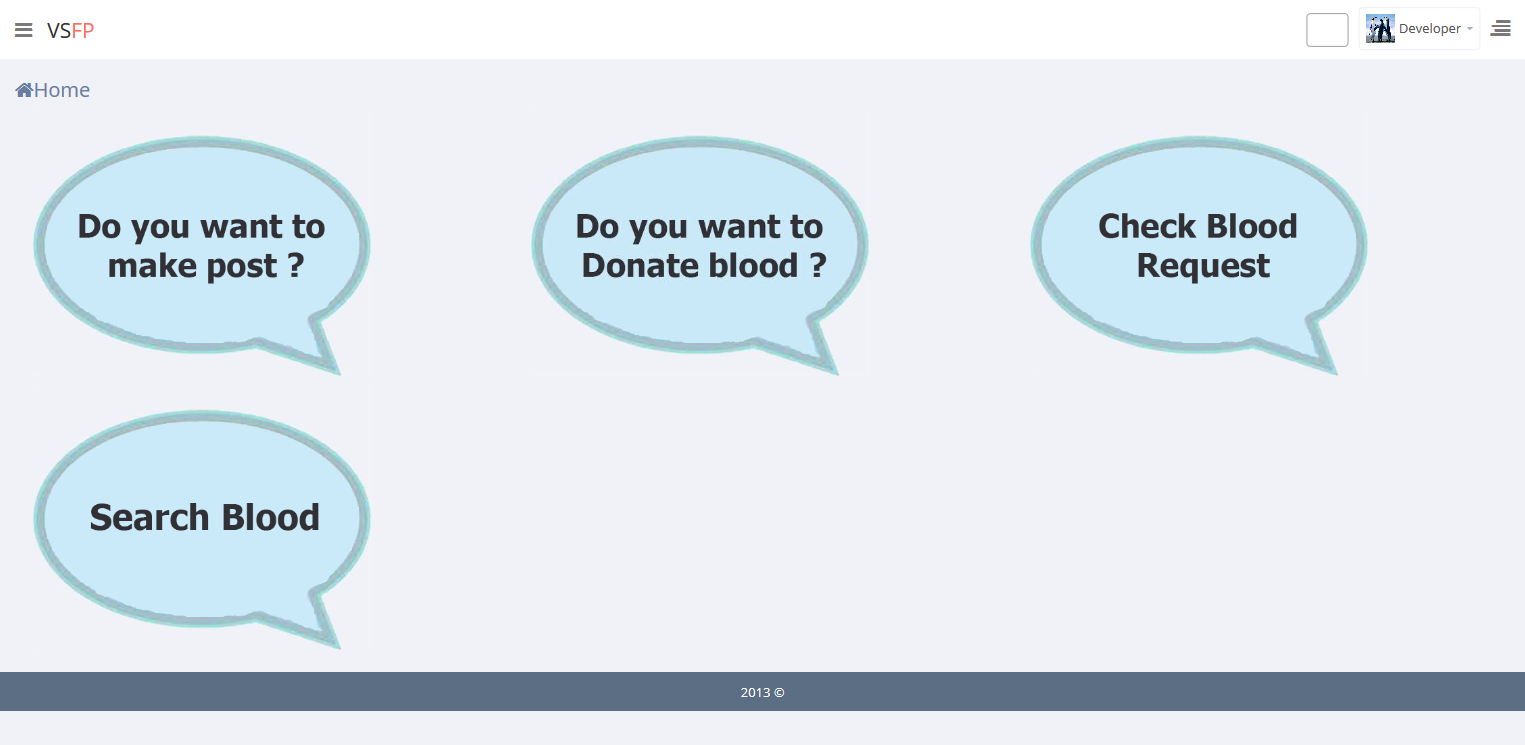 VSFP
Developer
Home
Do you want to
make post ?
Do you want to
Donate blood ?
Check Blood
Request
Search Blood
2013 ©